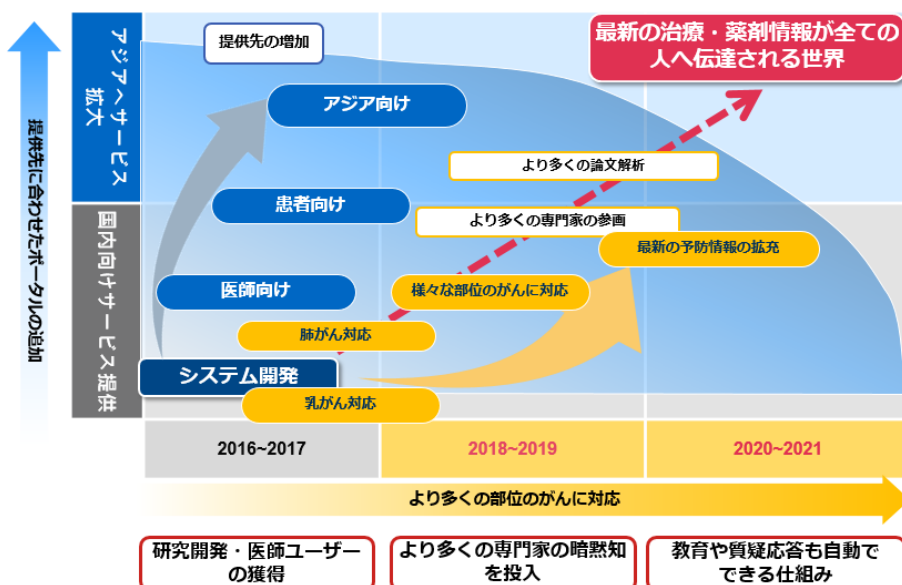 提供先に合わせたポータルの追加
アジアへサービス
拡大
国内向けサービス提供
提供先の増加
最新の治療・薬剤情報が全ての
人へ伝達される世界
アジア向け
より多くの論文解析
患者向け
より多くの専門家の参画
最新の予防情報の拡充
医師向け
様々な部位のがんに対応
肺がん対応
システム開発
乳がん対応
2016~2017
2018~2019
2020~2021
より多くの部位のがんに対応
研究開発・医師ユーザー
の獲得
より多くの専門家の暗黙知
を投入
教育や質疑応答も自動で
できる仕組み